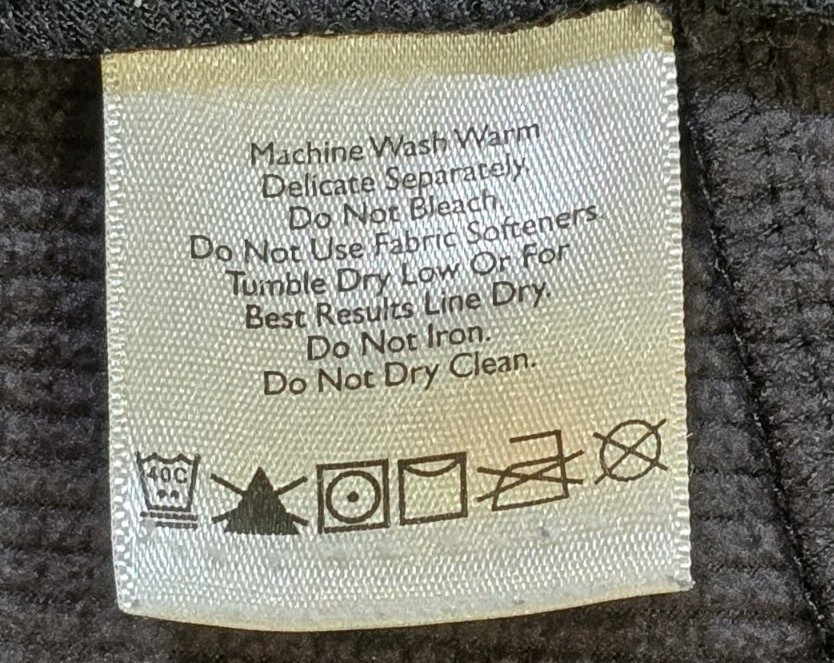 Machine Wash Warm
Delicate Separately.
Do Not Bleach.
Do Not Use Fabric Softeners.
Tumble Dry Low Or For
Best Results Line Dry.
Do Not Iron.
Do Not Dry Clean.
40C